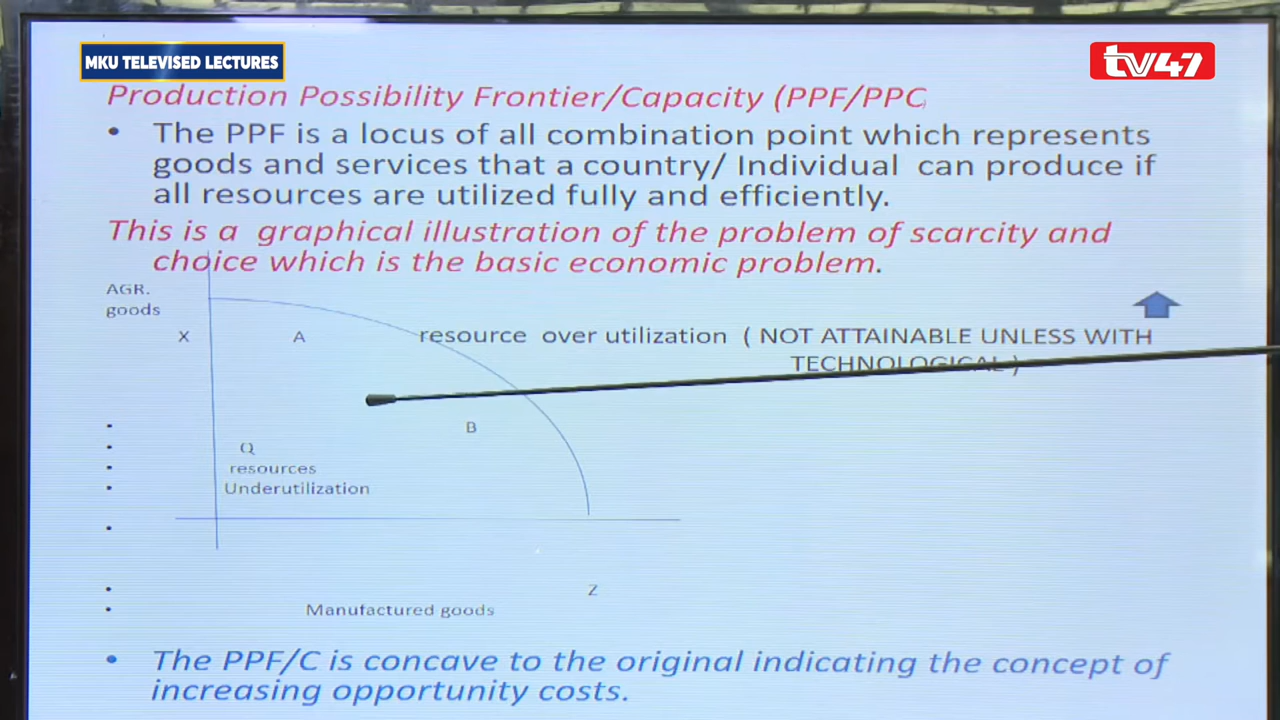 MKU TELEVISED LECTURES
tv47
Production Possibility Frontier/Capacity (PPF/PPC
• The PPF is a locus of all combination point which represents
goods and services that a country/ Individual can produce if
all resources are utilized fully and efficiently.
This is a graphical illustration of the problem of scarcity and
choice which is the basic economic problem.
AGR.
goods
X A resource over utilization ( NOT ATTAINABLE UNLESS WITH
TECHNOLOGICAL )
B
Q
resources
Underutilization
Z
Manufactured goods
• The PPF/C is concave to the original indicating the concept of
increasing opportunity costs.